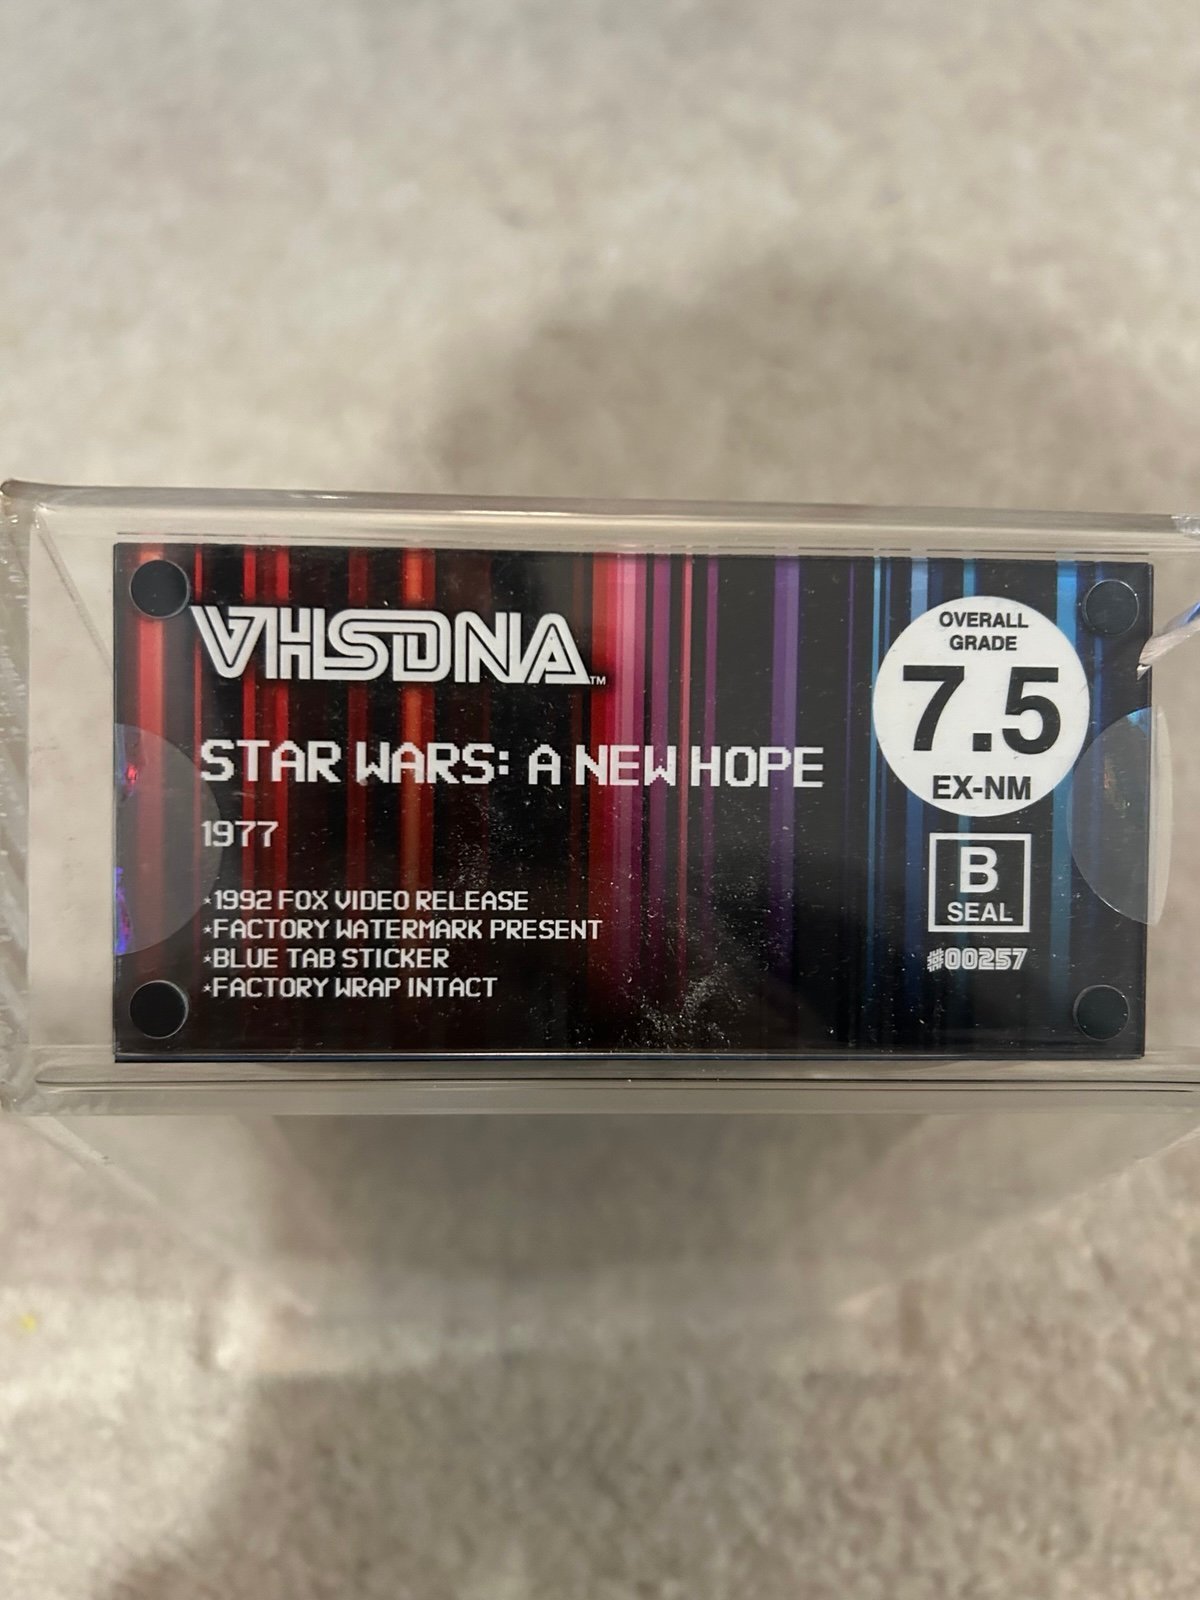 VHSDNA™
STAR WARS: A NEW HOPE
1977
*1992 FOX VIDEO RELEASE
*FACTORY WATERMARK PRESENT
*BLUE TAB STICKER
*FACTORY WRAP INTACT
OVERALL
GRADE
7.5
EX-NM
B
SEAL
#00257